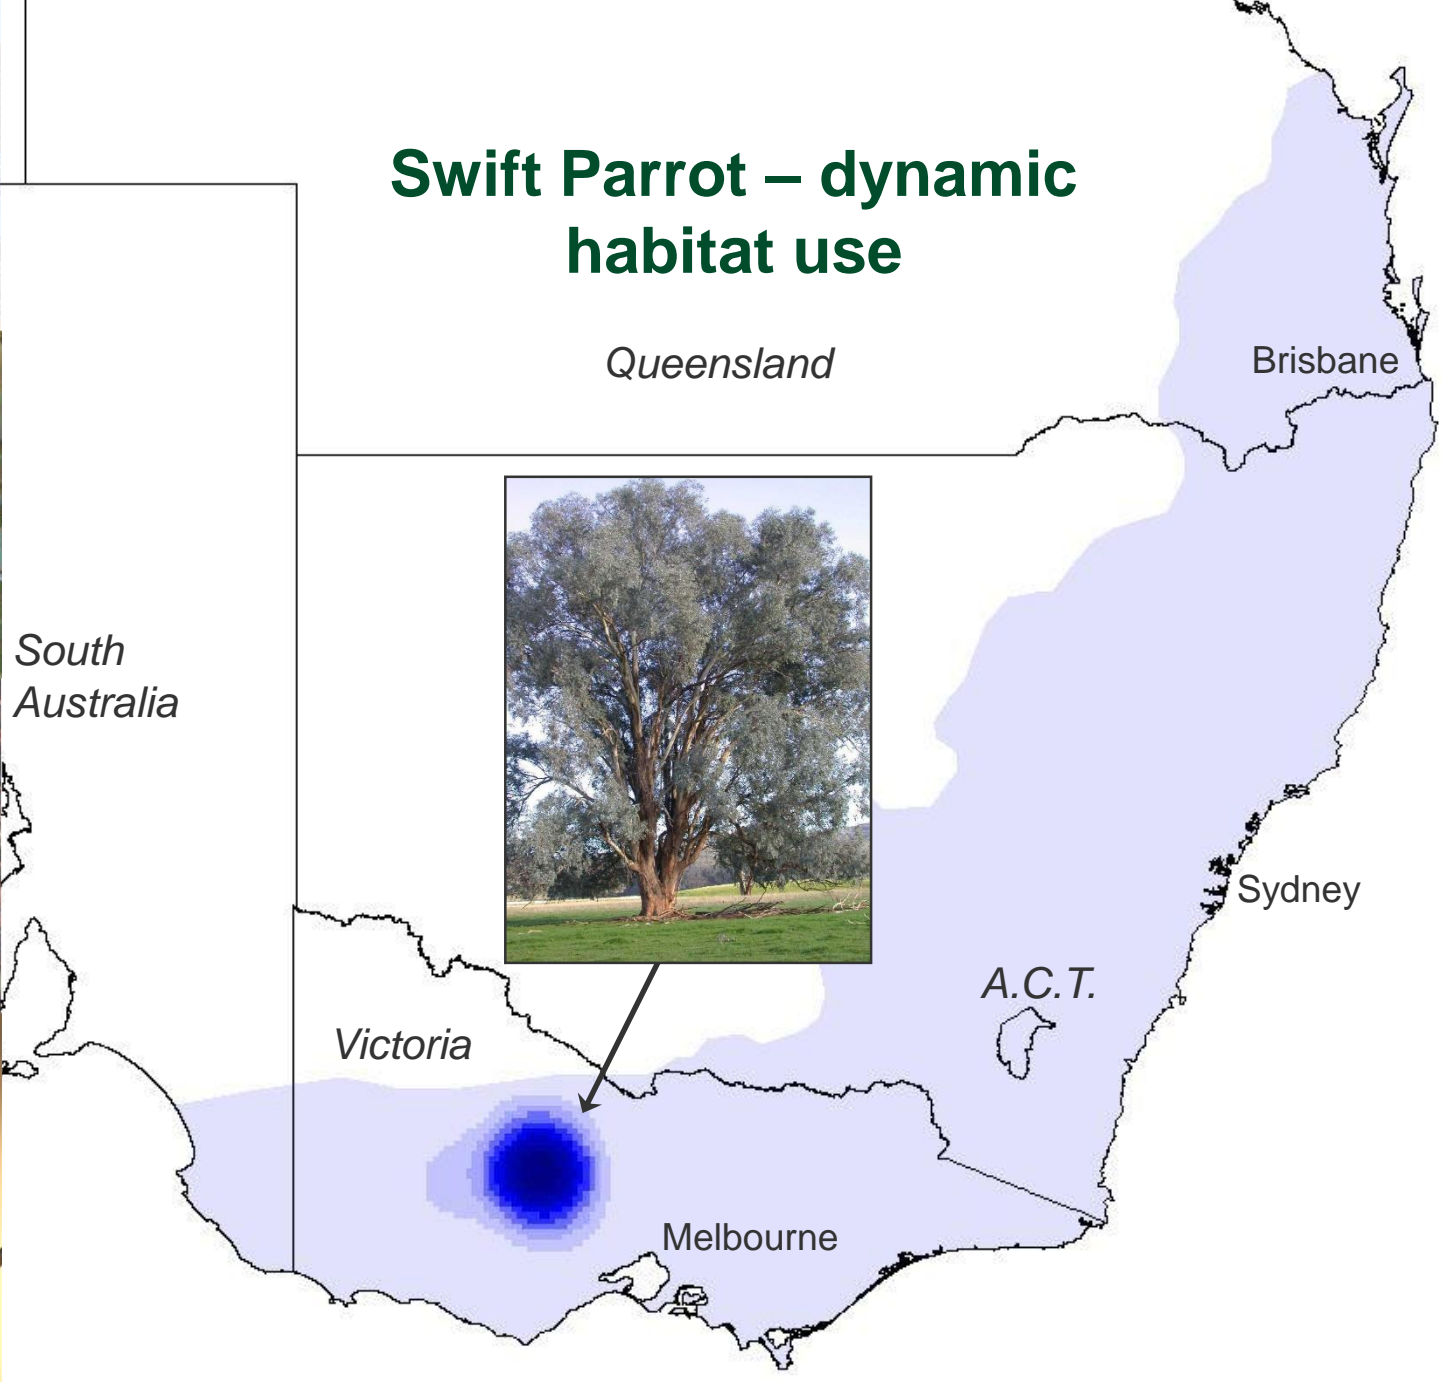 Swift Parrot – dynamic
habitat use
Queensland
Brisbane
South
Australia
Sydney
A.C.T.
Victoria
Melbourne